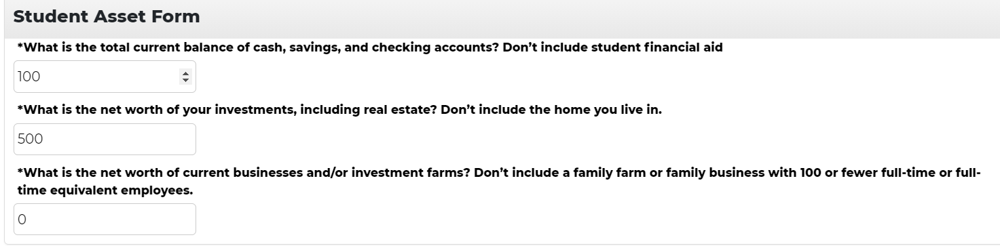 Student Asset Form
*What is the total current balance of cash, savings, and checking accounts? Don’t include student financial aid
100
*What is the net worth of your investments, including real estate? Don’t include the home you live in.
500
*What is the net worth of current businesses and/or investment farms? Don’t include a family farm or family business with 100 or fewer full-time or full-
time equivalent employees.
0